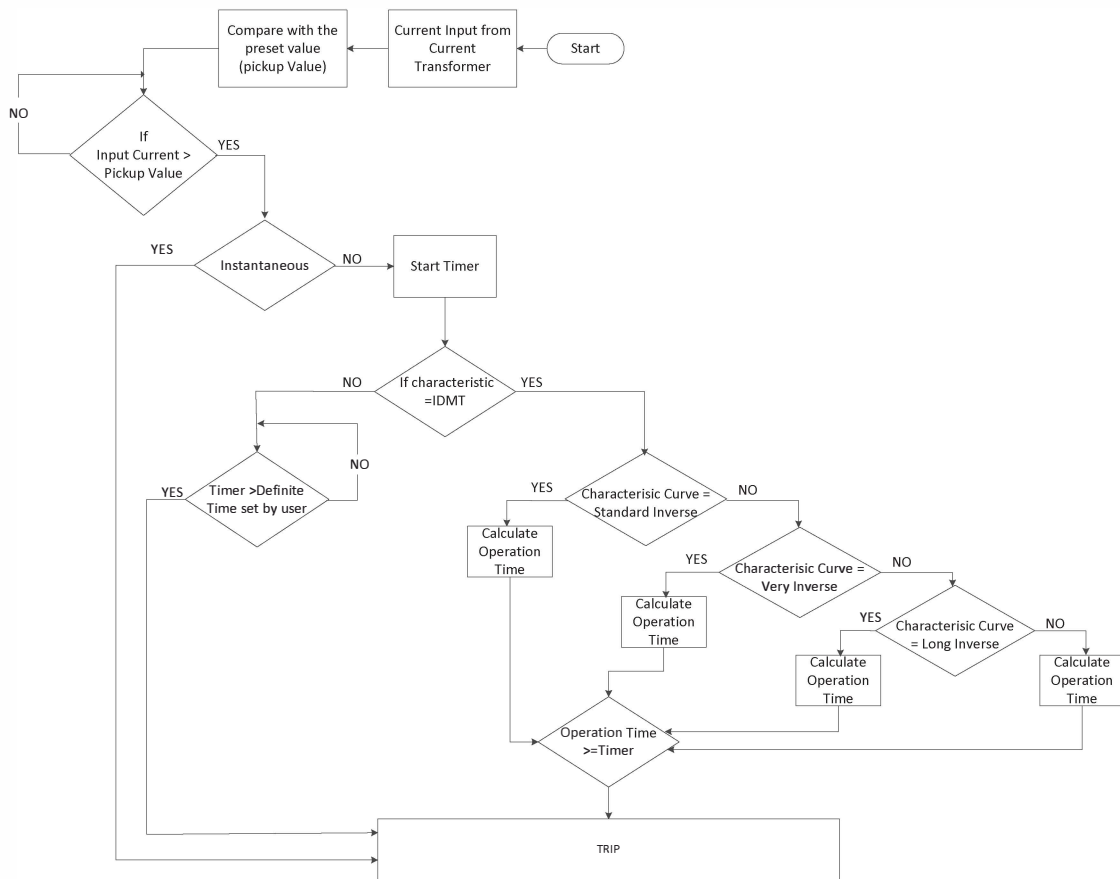 Start
Current Input from
Current
Transformer
Compare with the
preset value
(pickup Value)
NO
If
Input Current >
Pickup Value
YES
YES
Instantaneous
NO
Start Timer
NO
If characteristic
=IDMT
YES
NO
YES
Timer >Definite
Time set by user
YES
Characterisic Curve =
Standard Inverse
NO
Calculate
Operation
Time
YES
Characterisic Curve =
Very Inverse
NO
Calculate
Operation
Time
YES
Characterisic Curve
= Long Inverse
NO
Calculate
Operation
Time
Calculate
Operation
Time
Operation Time
>=Timer
TRIP